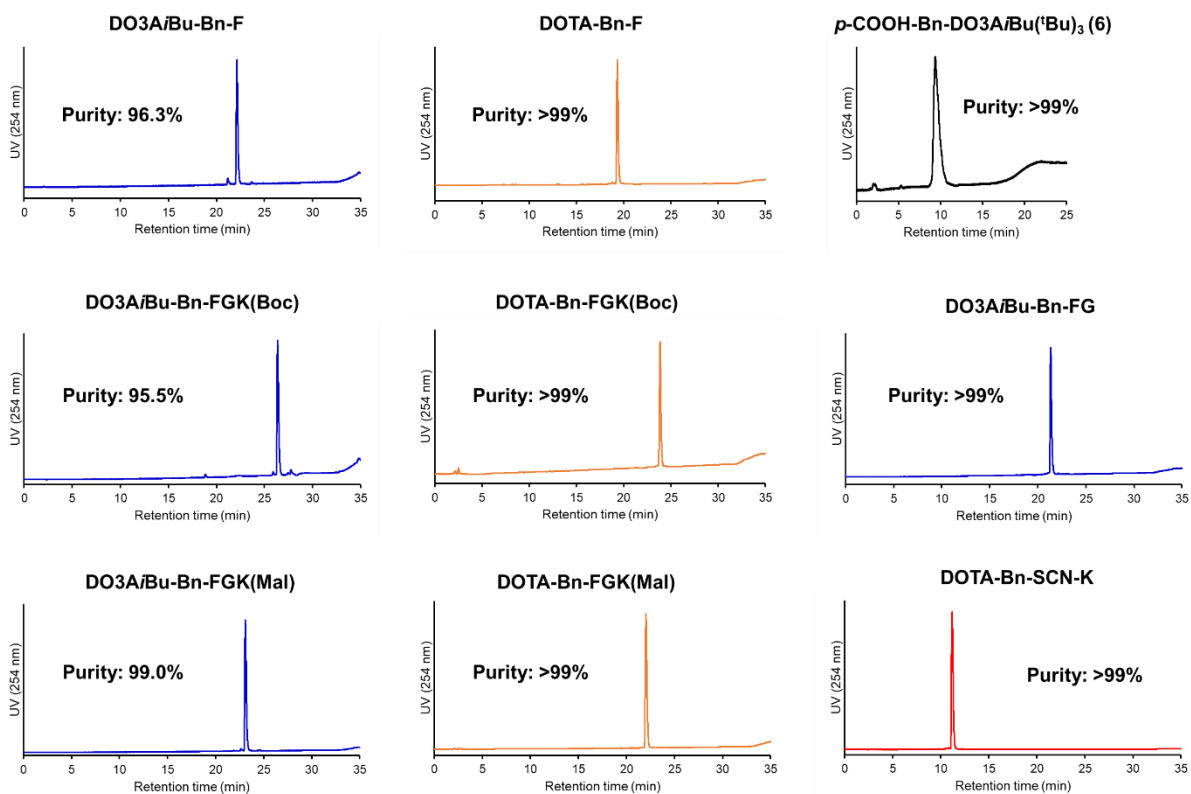 DO3AiBu-Bn-F
UV (254 nm)
Purity: 96.3%
0 5 10 15 20 25 30 35
Retention time (min)
DOTA-Bn-F
UV (254 nm)
Purity: >99%
0 5 10 15 20 25 30 35
Retention time (min)
p-COOH-Bn-DO3AiBu(ᵗBu)₃ (6)
UV (254 nm)
Purity: >99%
0 5 10 15 20 25
Retention time (min)
DO3AiBu-Bn-FGK(Boc)
UV (254 nm)
Purity: 95.5%
0 5 10 15 20 25 30 35
Retention time (min)
DOTA-Bn-FGK(Boc)
UV (254 nm)
Purity: >99%
0 5 10 15 20 25 30 35
Retention time (min)
DO3AiBu-Bn-FG
UV (254 nm)
Purity: >99%
0 5 10 15 20 25 30 35
Retention time (min)
DO3AiBu-Bn-FGK(Mal)
UV (254 nm)
Purity: 99.0%
0 5 10 15 20 25 30 35
Retention time (min)
DOTA-Bn-FGK(Mal)
UV (254 nm)
Purity: >99%
0 5 10 15 20 25 30 35
Retention time (min)
DOTA-Bn-SCN-K
UV (254 nm)
Purity: >99%
0 5 10 15 20 25 30 35
Retention time (min)